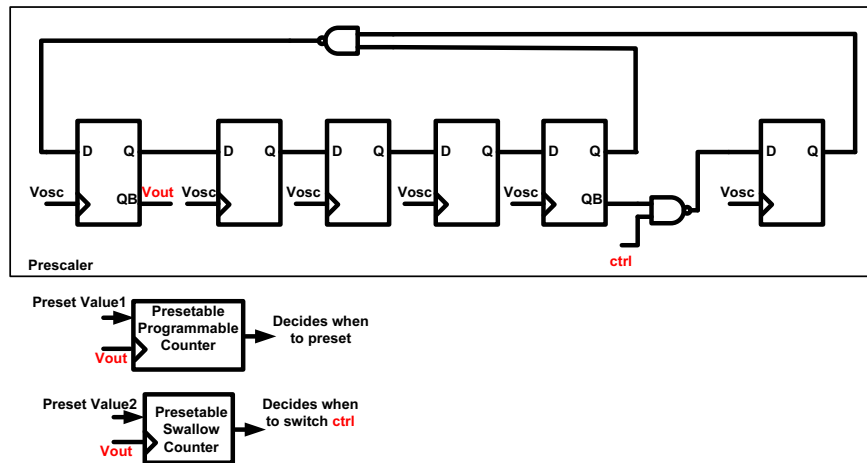 D Q
QB
Vosc
Vout
D Q
Vosc
D Q
Vosc
D Q
Vosc
D Q
QB
Vosc
ctrl
D Q
Vosc
Prescaler
Preset Value1
Vout
Presetable
Programmable
Counter
Decides when
to preset
Preset Value2
Vout
Presetable
Swallow
Counter
Decides when
to switch ctrl